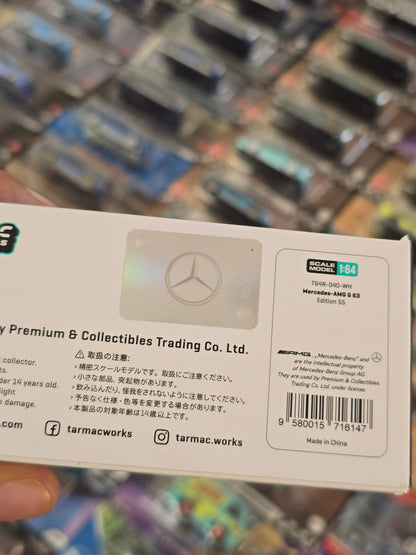 SCALE MODEL 1:64
T64R-040-WH
Mercedes-AMG G 63
Edition 55
AMG „Mercedes-Benz" and
are the intellectual property
of Mercedes-Benz Group AG.
They are used by Premium & Collectibles
Trading Co. Ltd. under license.
9 580015 716147
Made in China
y Premium & Collectibles Trading Co. Ltd.
取扱の注意:
› 精密スケールモデルです。取扱にご注意ください。
› 小さな部品、突起物があります。
› 飲み込んだり、怪我をされないように注意してください。
› 予告なく仕様・色等を変更する場合があります。
› 本製品の対象年齢は14歳以上です。
collector.
ts.
der 14 years old.
light
e damage.
s.com
tarmacworks
tarmac.works